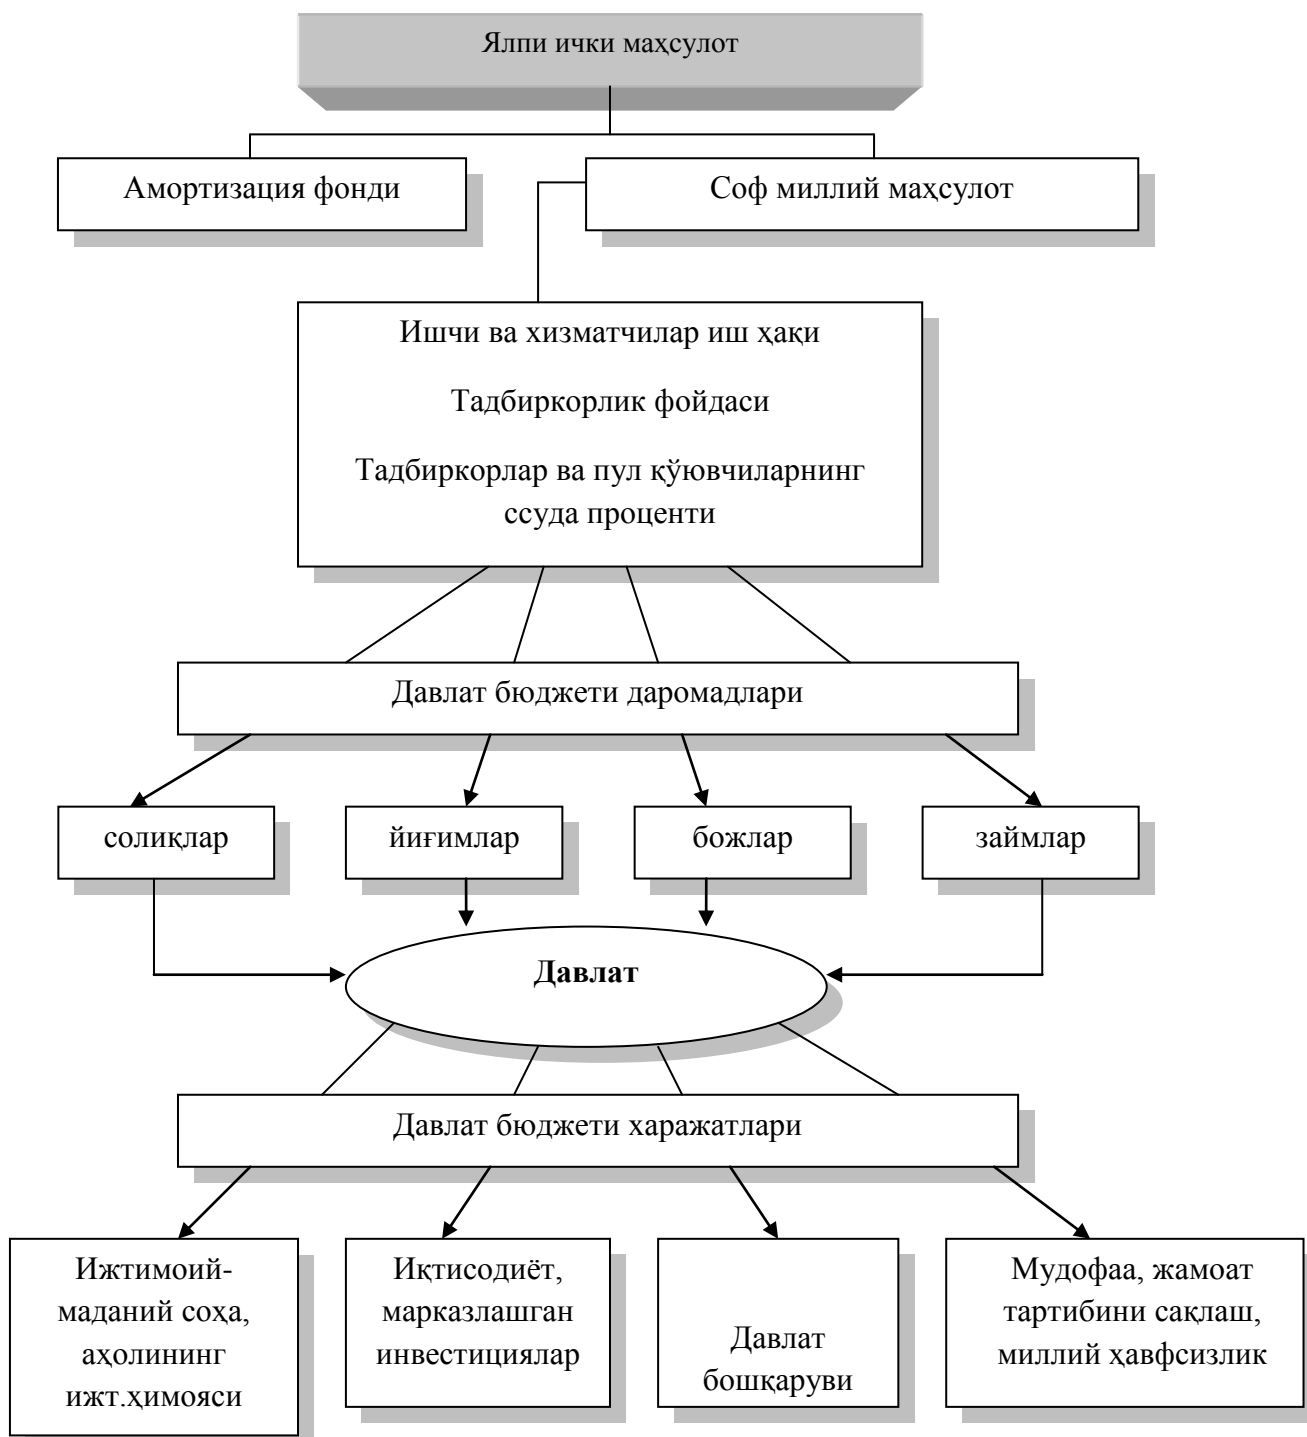 Ялпи ички маҳсулот
Амортизация фонди
Соф миллий маҳсулот
Ишчи ва хизматчилар иш ҳақи
Тадбиркорлик фойдаси
Тадбиркорлар ва пул қўювчиларнинг
ссуда проценти
Давлат бюджети даромадлари
солиқлар
йиғимлар
божлар
займлар
Давлат
Давлат бюджети харажатлари
Ижтимоий-
маданий соҳа,
аҳолининг
ижт.ҳимояси
Иқтисодиёт,
марказлашган
инвестициялар
Давлат
бошқаруви
Мудофаа, жамоат
тартибини сақлаш,
миллий ҳавфсизлик